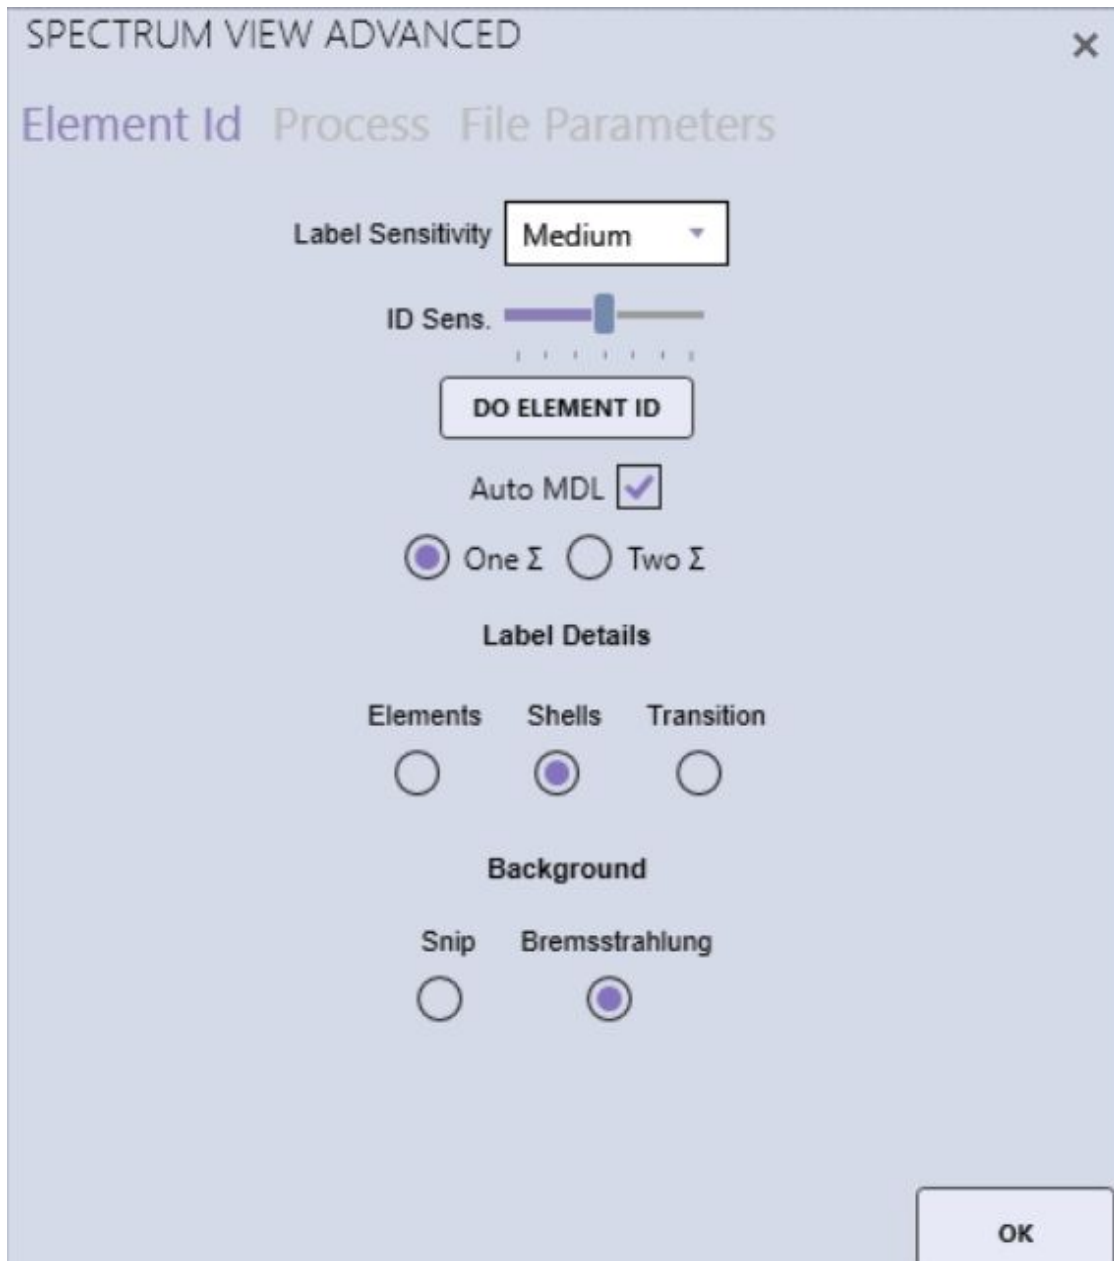 SPECTRUM VIEW ADVANCED
Element Id Process File Parameters
Label Sensitivity Medium
ID Sens.
DO ELEMENT ID
Auto MDL
One Σ Two Σ
Label Details
Elements Shells Transition
Background
Snip Bremsstrahlung
OK